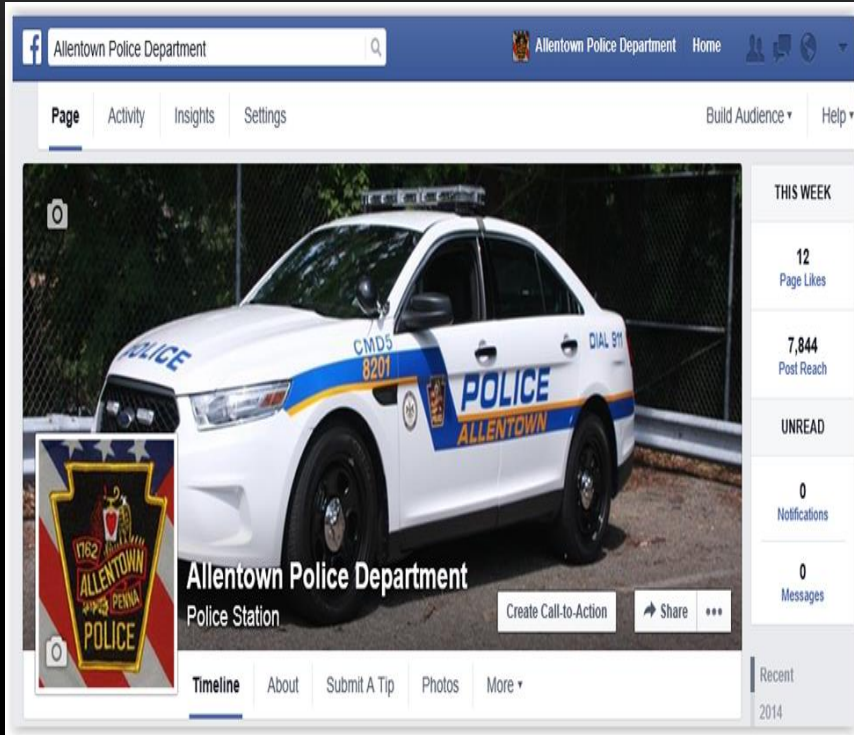 f
Allentown Police Department
Allentown Police Department Home
Page Activity Insights Settings
Build Audience Help
THIS WEEK
12
Page Likes
7,844
Post Reach
UNREAD
0
Notifications
0
Messages
POLICE
CMD5
8201
DIAL 911
POLICE
ALLENTOWN
1762
ALLENTOWN
PENNA
POLICE
Allentown Police Department
Police Station
Create Call-to-Action Share
Timeline About Submit A Tip Photos More
Recent
2014